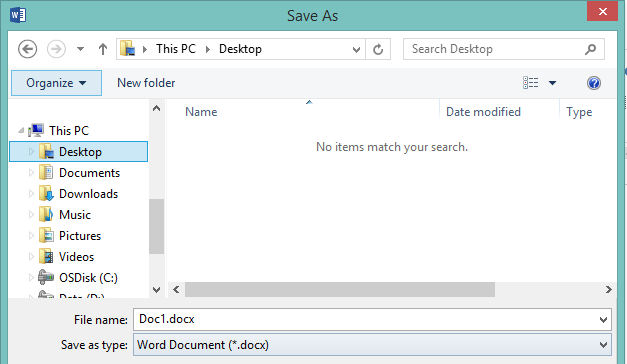 Save As
This PC Desktop Search Desktop
Organize New folder
Name Date modified Type
No items match your search.
This PC
Desktop
Documents
Downloads
Music
Pictures
Videos
OSDisk (C:)
Data (D:)
File name: Doc1.docx
Save as type: Word Document (*.docx)